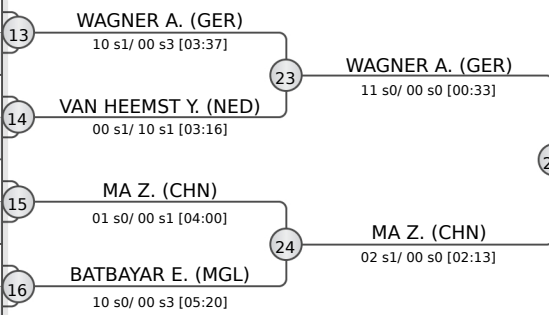 13
WAGNER A. (GER)
10 s1/ 00 s3 [03:37]
23
WAGNER A. (GER)
11 s0/ 00 s0 [00:33]
14
VAN HEEMST Y. (NED)
00 s1/ 10 s1 [03:16]
15
MA Z. (CHN)
01 s0/ 00 s1 [04:00]
24
MA Z. (CHN)
02 s1/ 00 s0 [02:13]
16
BATBAYAR E. (MGL)
10 s0/ 00 s3 [05:20]